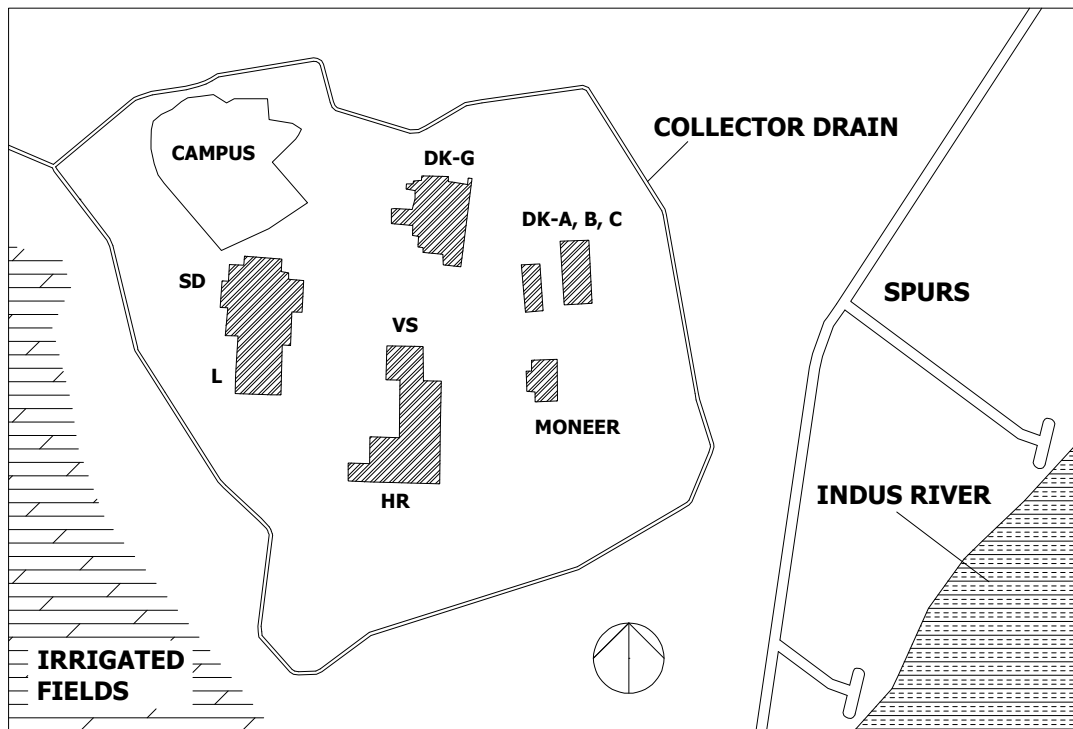 COLLECTOR DRAIN
CAMPUS
DK-G
DK-A, B, C
SD
SPURS
VS
L
MONEER
INDUS RIVER
HR
IRRIGATED
FIELDS